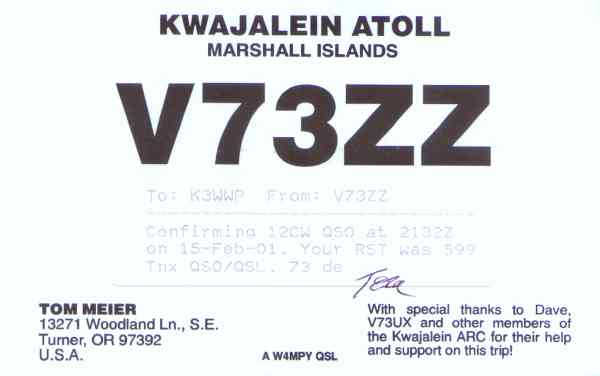 KWAJALEIN ATOLL
MARSHALL ISLANDS
V73ZZ
To: K3WWP From: V73ZZ
Confirming 12CW QSO at 2132Z
on 15-Feb-01. Your RST was 599
Tnx QSO/QSL. 73 de
Tom
TOM MEIER
13271 Woodland Ln., S.E.
Turner, OR 97392
U.S.A.
A W4MPY QSL
With special thanks to Dave,
V73UX and other members of
the Kwajalein ARC for their help
and support on this trip!